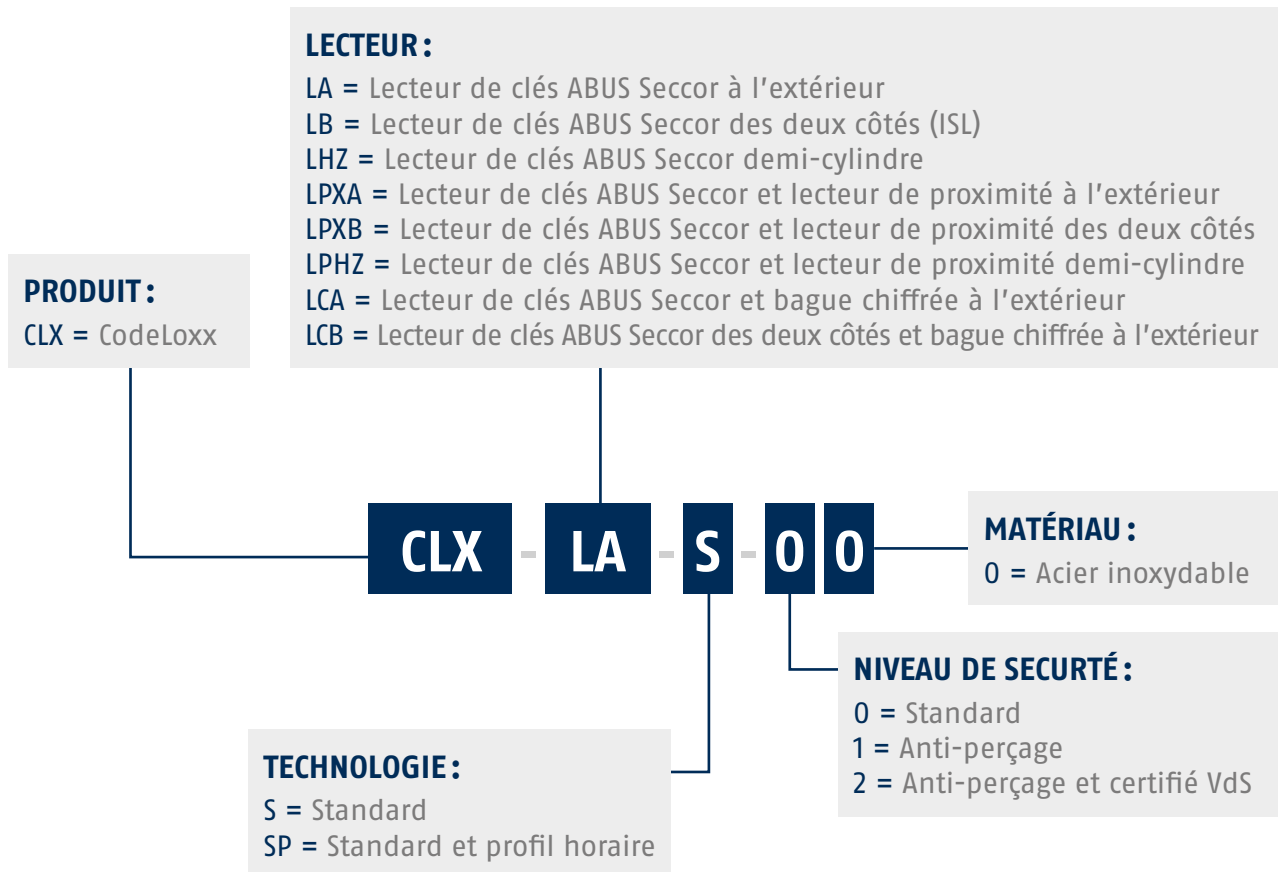 LECTEUR :
LA = Lecteur de clés ABUS Seccor à l'extérieur
LB = Lecteur de clés ABUS Seccor des deux côtés (ISL)
LHZ = Lecteur de clés ABUS Seccor demi-cylindre
LPXA = Lecteur de clés ABUS Seccor et lecteur de proximité à l'extérieur
LPXB = Lecteur de clés ABUS Seccor et lecteur de proximité des deux côtés
LPHZ = Lecteur de clés ABUS Seccor et lecteur de proximité demi-cylindre
LCA = Lecteur de clés ABUS Seccor et bague chiffrée à l'extérieur
LCB = Lecteur de clés ABUS Seccor des deux côtés et bague chiffrée à l'extérieur
PRODUIT :
CLX = CodeLoxx
CLX - LA - S - 0 0
MATÉRIAU :
0 = Acier inoxydable
NIVEAU DE SECURTÉ :
0 = Standard
1 = Anti-perçage
2 = Anti-perçage et certifié VdS
TECHNOLOGIE :
S = Standard
SP = Standard et profil horaire